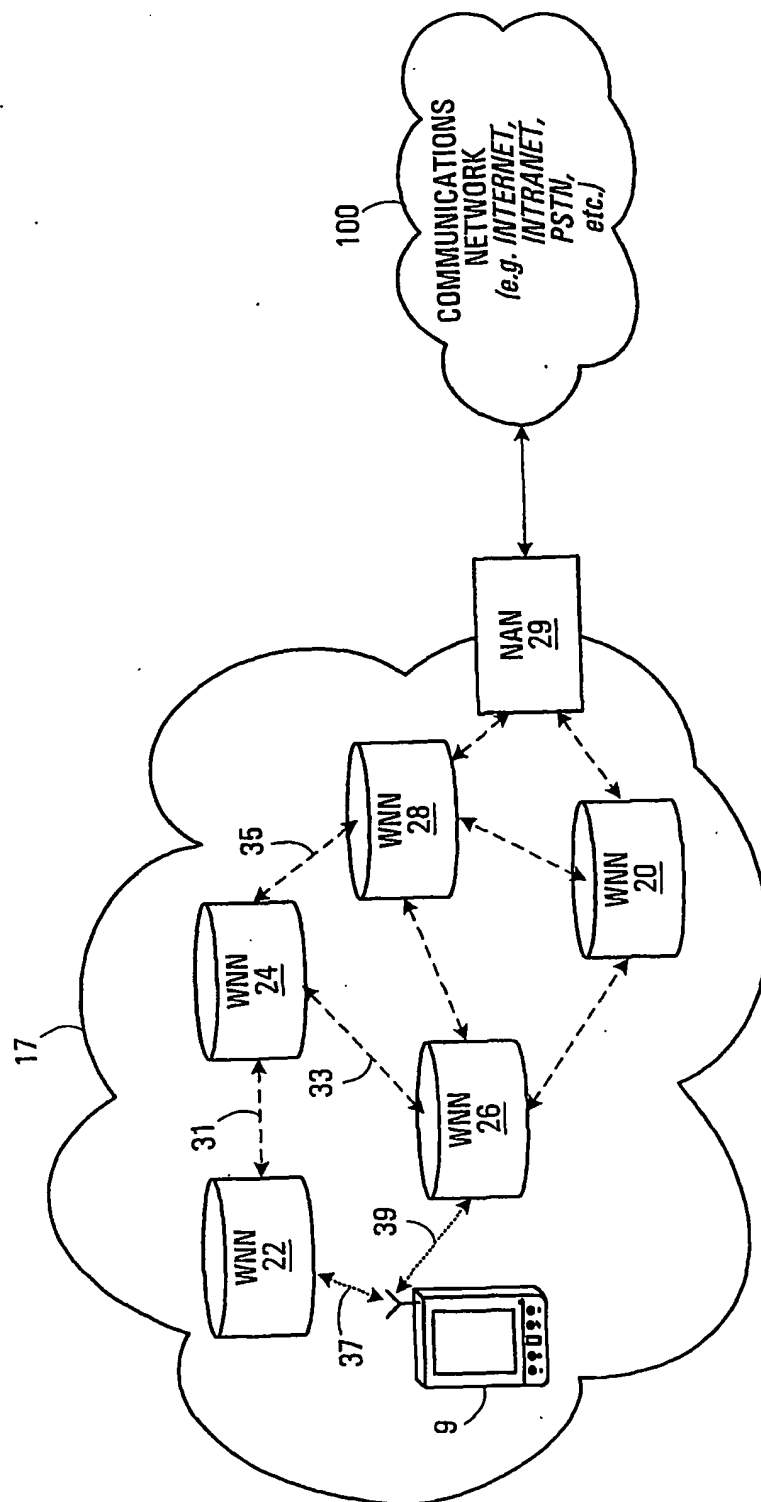 17
31
35
33
39
37
9
WNN
22
WNN
24
WNN
26
WNN
28
WNN
20
NAN
29
100
COMMUNICATIONS
NETWORK
(e.g. INTERNET,
INTRANET,
PSTN,
etc.)